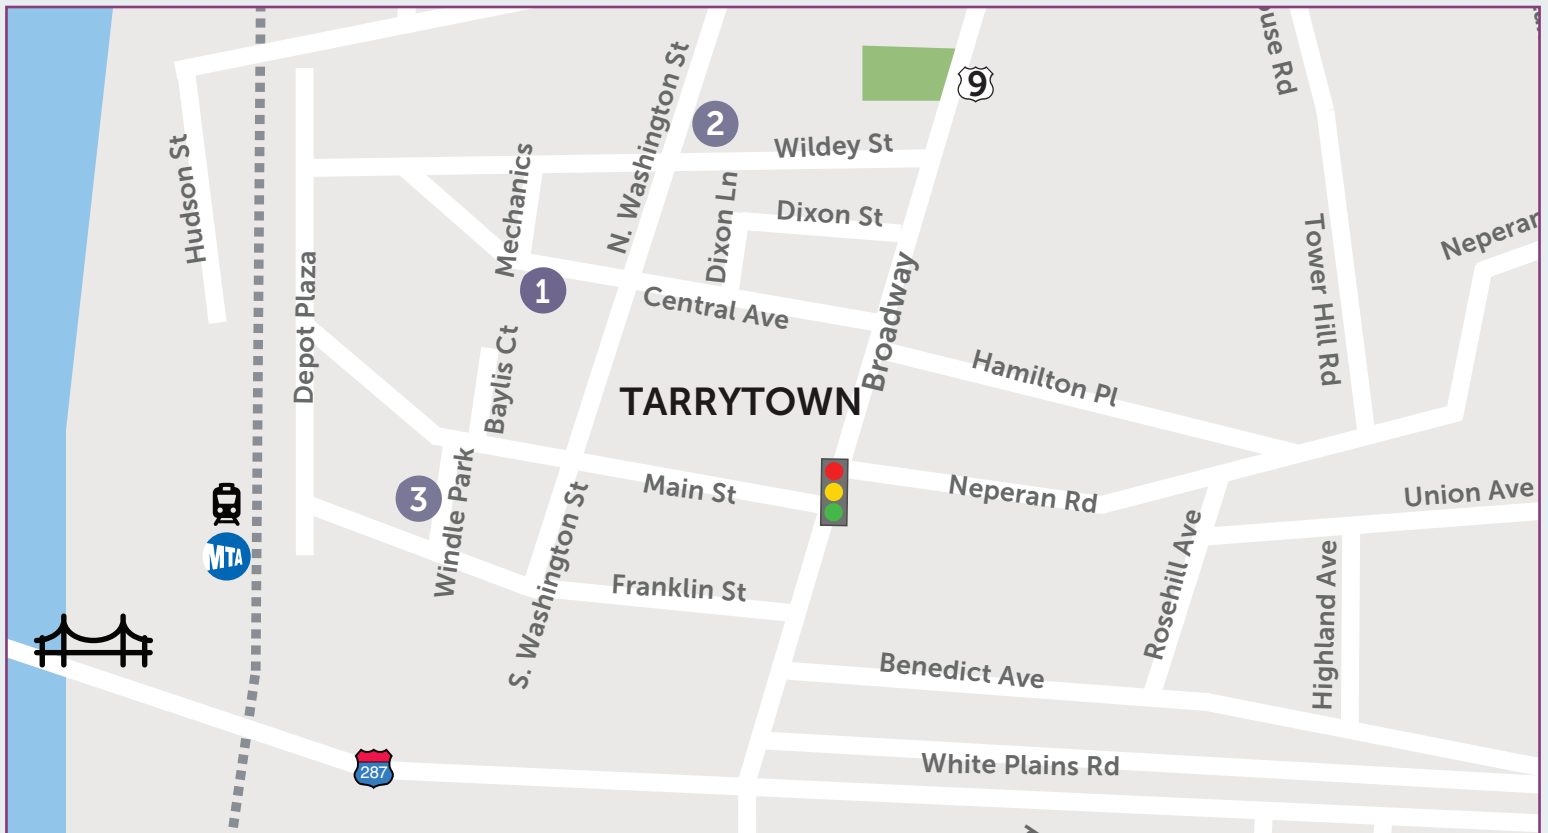 9
2
Wildey St
N. Washington St
Hudson St
Mechanics
Dixon Ln
Dixon St
Tower Hill Rd
Depot Plaza
1
Central Ave
Broadway
Baylis Ct
Hamilton Pl
TARRYTOWN
3
Windle Park
Main St
Neperan Rd
Union Ave
MTA
S. Washington St
Franklin St
Rosehill Ave
Highland Ave
Benedict Ave
287
White Plains Rd
Neperan
ouse Rd